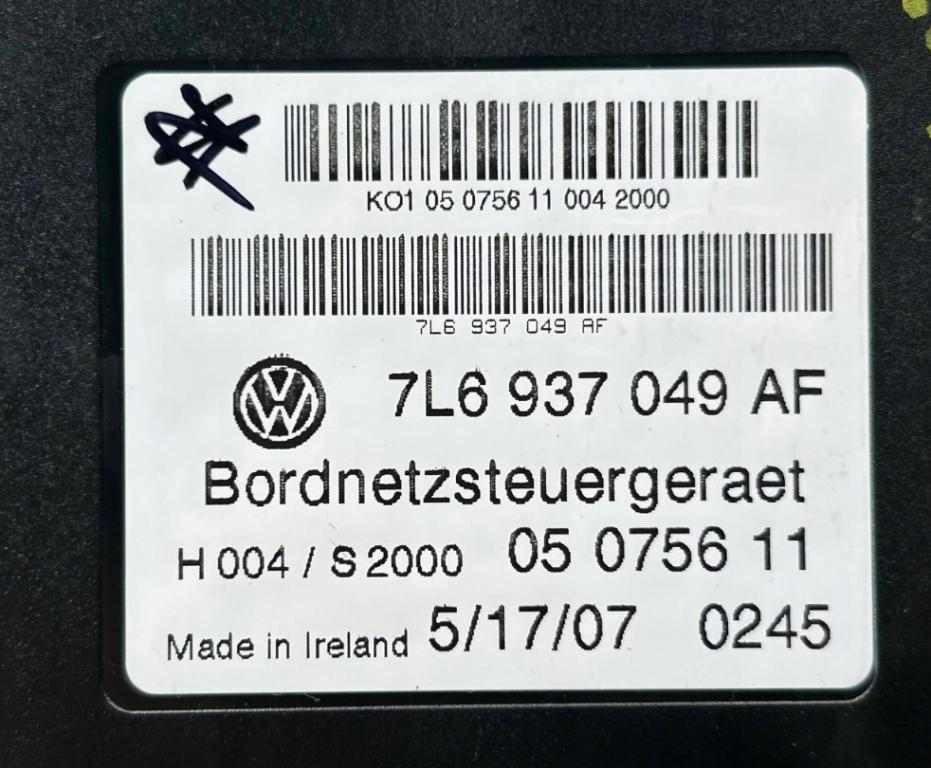 KO1 05 0756 11 004 2000
7L6 937 049 AF
7L6 937 049 AF
Bordnetzsteuergeraet
H 004 / S 2000 05 0756 11
Made in Ireland 5/17/07 0245